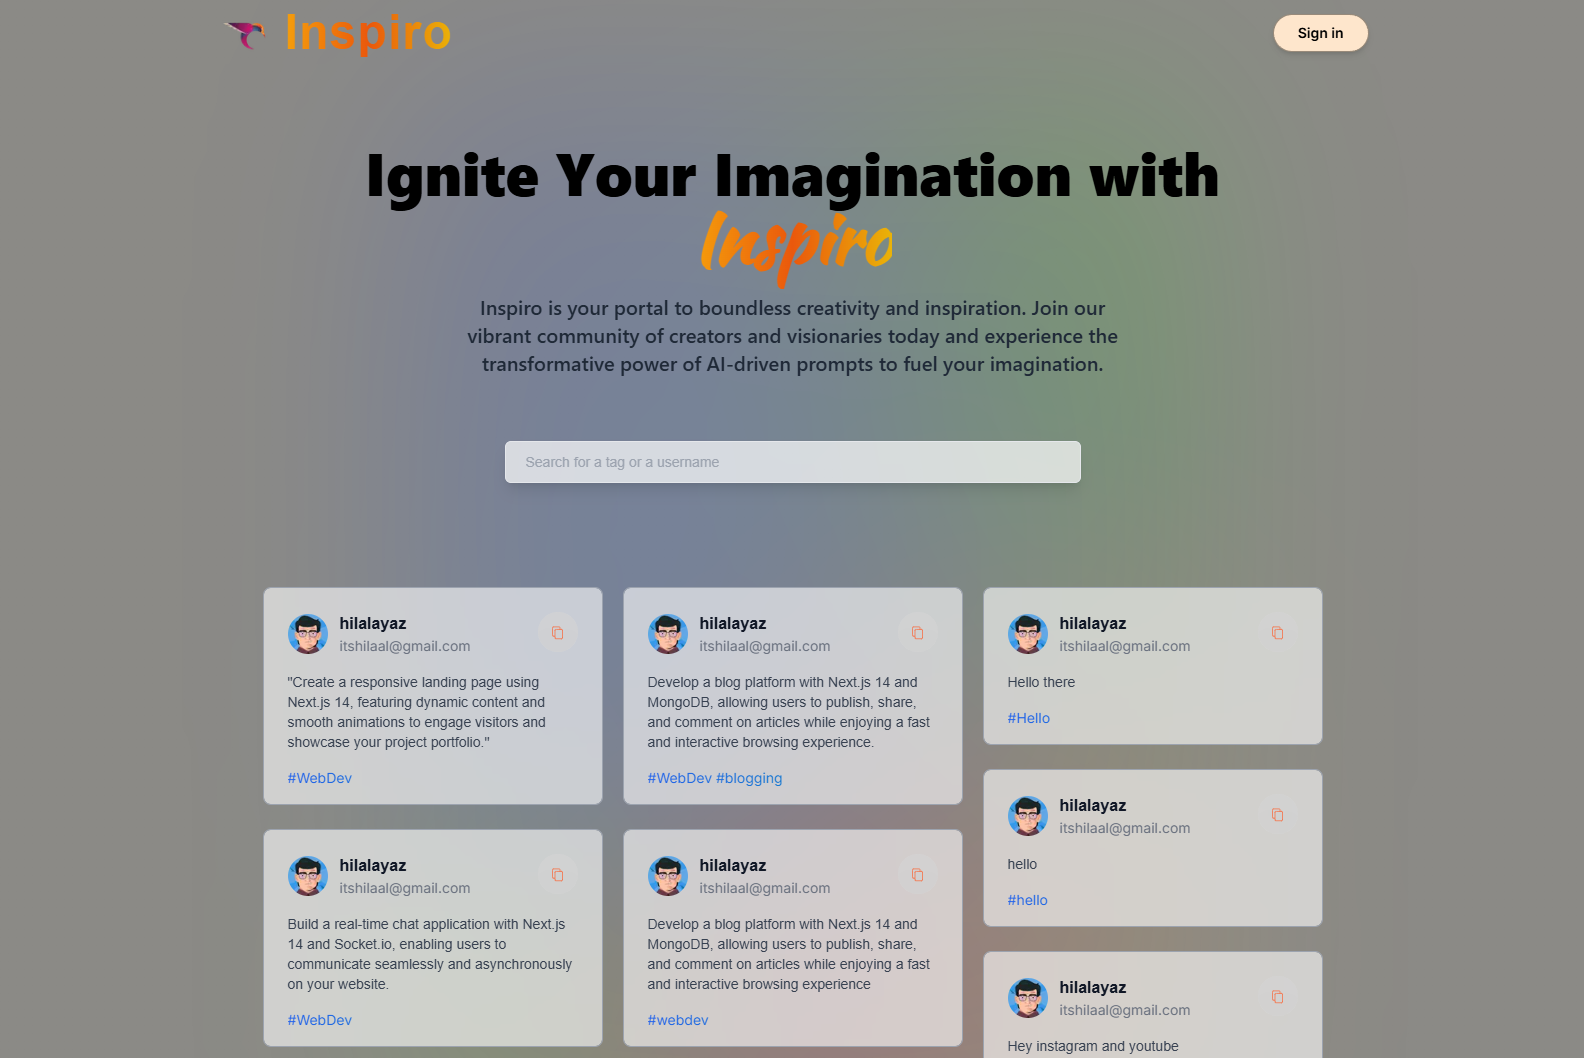 Inspiro
Sign in
Ignite Your Imagination with
Inspiro
Inspiro is your portal to boundless creativity and inspiration. Join our
vibrant community of creators and visionaries today and experience the
transformative power of AI-driven prompts to fuel your imagination.
Search for a tag or a username
hilalayaz
itshilaal@gmail.com
"Create a responsive landing page using
Next.js 14, featuring dynamic content and
smooth animations to engage visitors and
showcase your project portfolio."
#WebDev
hilalayaz
itshilaal@gmail.com
Build a real-time chat application with Next.js
14 and Socket.io, enabling users to
communicate seamlessly and asynchronously
on your website.
#WebDev
hilalayaz
itshilaal@gmail.com
Develop a blog platform with Next.js 14 and
MongoDB, allowing users to publish, share,
and comment on articles while enjoying a fast
and interactive browsing experience.
#WebDev #blogging
hilalayaz
itshilaal@gmail.com
Develop a blog platform with Next.js 14 and
MongoDB, allowing users to publish, share,
and comment on articles while enjoying a fast
and interactive browsing experience
#webdev
hilalayaz
itshilaal@gmail.com
Hello there
#Hello
hilalayaz
itshilaal@gmail.com
hello
#hello
hilalayaz
itshilaal@gmail.com
Hey instagram and youtube